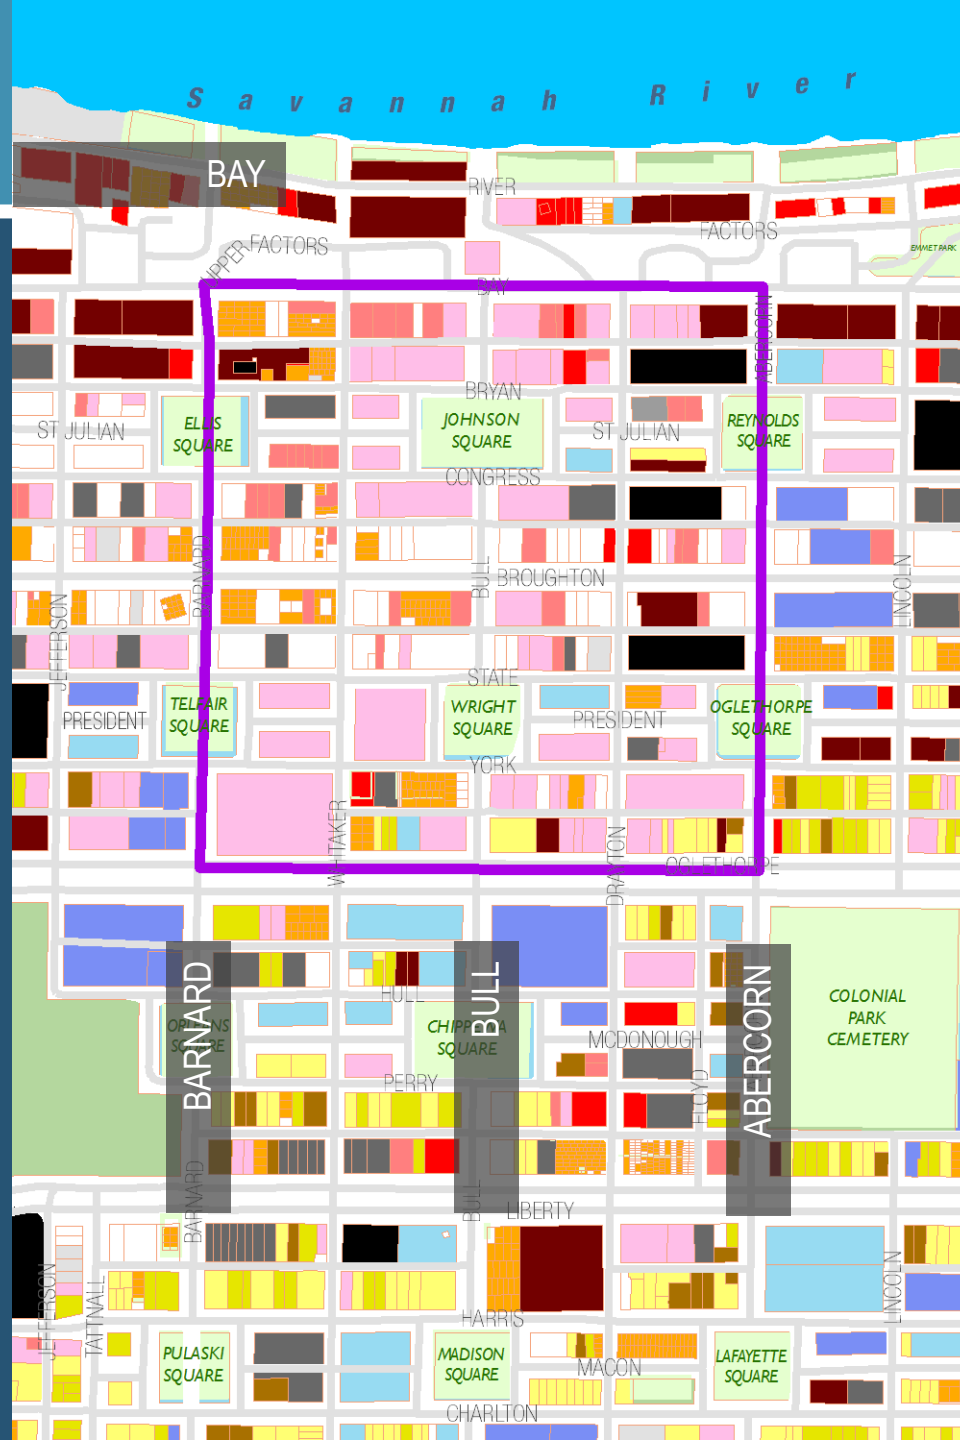 Savannah River
BAY
RIVER
FACTORS
FACTORS
UPPER
EMMET PARK
BAY
ABERCORN
BRYAN
ELLIS
SQUARE
JOHNSON
SQUARE
REYNOLDS
SQUARE
ST JULIAN
ST JULIAN
CONGRESS
BARNARD
BULL
BROUGHTON
LINCOLN
JEFFERSON
STATE
TELFAIR
SQUARE
WRIGHT
SQUARE
OGLETHORPE
SQUARE
PRESIDENT
PRESIDENT
YORK
WHITAKER
DRAYTON
OGLETHORPE
BARNARD
BULL
ABERCORN
HULL
ORLEANS
SQUARE
CHIPPEWA
SQUARE
COLONIAL
PARK
CEMETERY
MCDONOUGH
PERRY
FLOYD
BARNARD
BULL
LIBERTY
JEFFERSON
TATTNALL
LINCOLN
HARRIS
PULASKI
SQUARE
MADISON
SQUARE
LAFAYETTE
SQUARE
MACON
CHARLTON